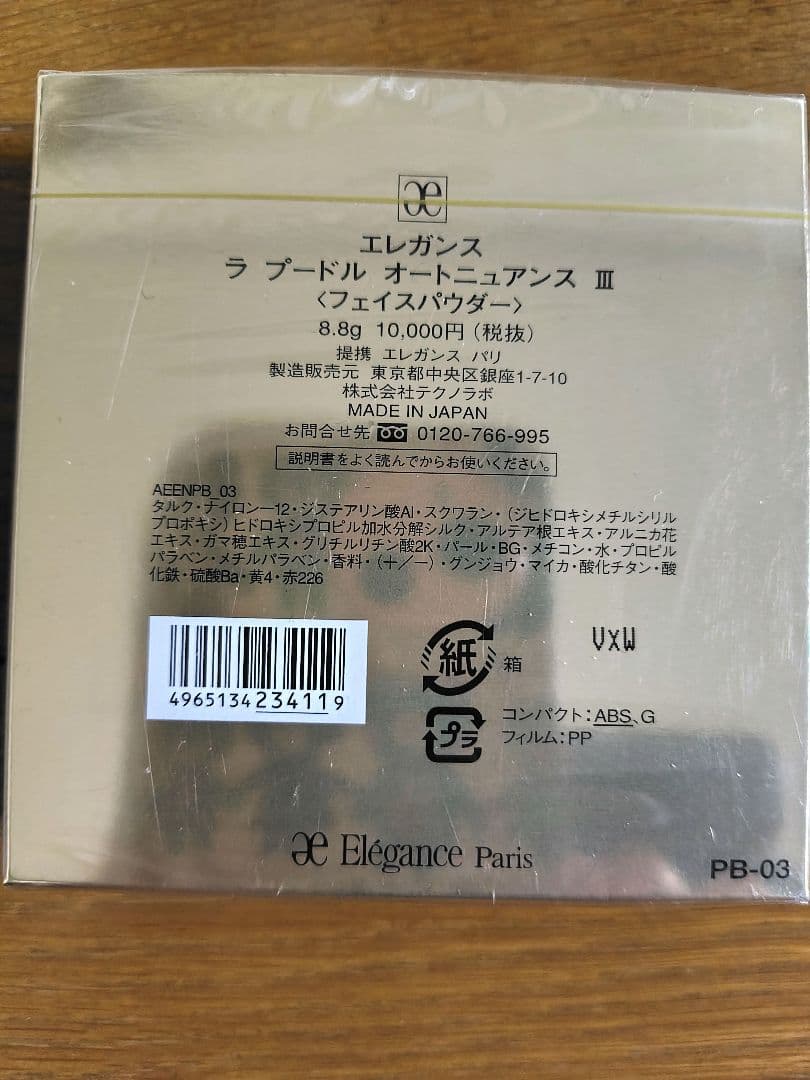 æ
エレガンス
ラ プードル オートニュアンス Ⅲ
〈フェイスパウダー〉
8.8g 10,000円（税抜）
提携 エレガンス パリ
製造販売元 東京都中央区銀座1-7-10
株式会社テクノラボ
MADE IN JAPAN
お問合せ先 0120-766-995
説明書をよく読んでからお使いください。
AEENPB_03
タルク・ナイロン―12・ジステアリン酸Al・スクワラン・（ジヒドロキシメチルシリル
プロポキシ）ヒドロキシプロピル加水分解シルク・アルテア根エキス・アルニカ花
エキス・ガマ穂エキス・グリチルリチン酸2K・パール・BG・メチコン・水・プロピル
パラベン・メチルパラベン・香料・（＋／－）・グンジョウ・マイカ・酸化チタン・酸
化鉄・硫酸Ba・黄4・赤226
4965134234119
紙 箱
VxW
プラ コンパクト：ABS、G
フィルム：PP
æ Elégance Paris
PB-03